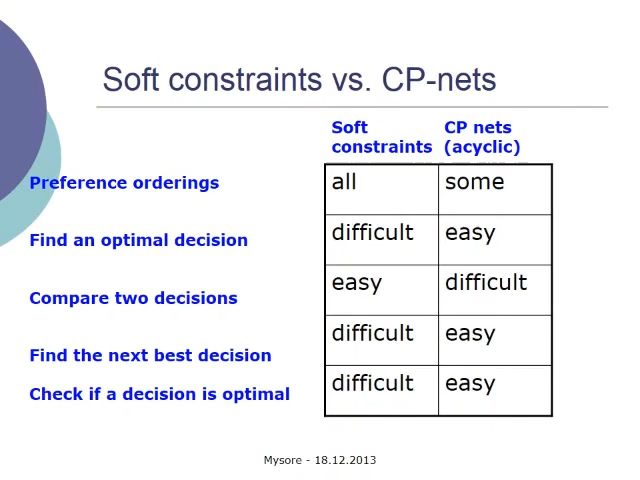 Soft constraints vs. CP-nets
Soft constraints CP nets (acyclic)
Preference orderings all some
Find an optimal decision difficult easy
Compare two decisions easy difficult
Find the next best decision difficult easy
Check if a decision is optimal difficult easy
Mysore - 18.12.2013